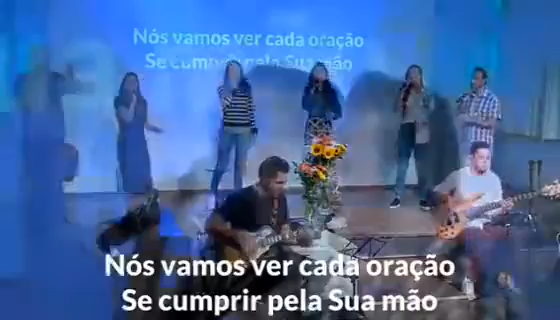 Nós vamos ver cada oração
Se cumprir pela Sua mão
Nós vamos ver cada oração
Se cumprir pela Sua mão